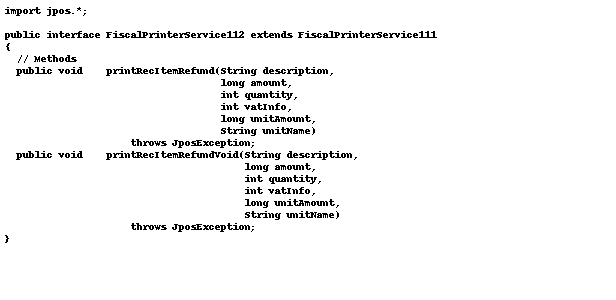 import jpos.*;

public interface FiscalPrinterService112 extends FiscalPrinterService111
{
  // Methods
  public void    printRecItemRefund(String description,
                                    long amount,
                                    int quantity,
                                    int vatInfo,
                                    long unitAmount,
                                    String unitName)
                     throws JposException;
  public void    printRecItemRefundVoid(String description,
                                        long amount,
                                        int quantity,
                                        int vatInfo,
                                        long unitAmount,
                                        String unitName)
                     throws JposException;
}